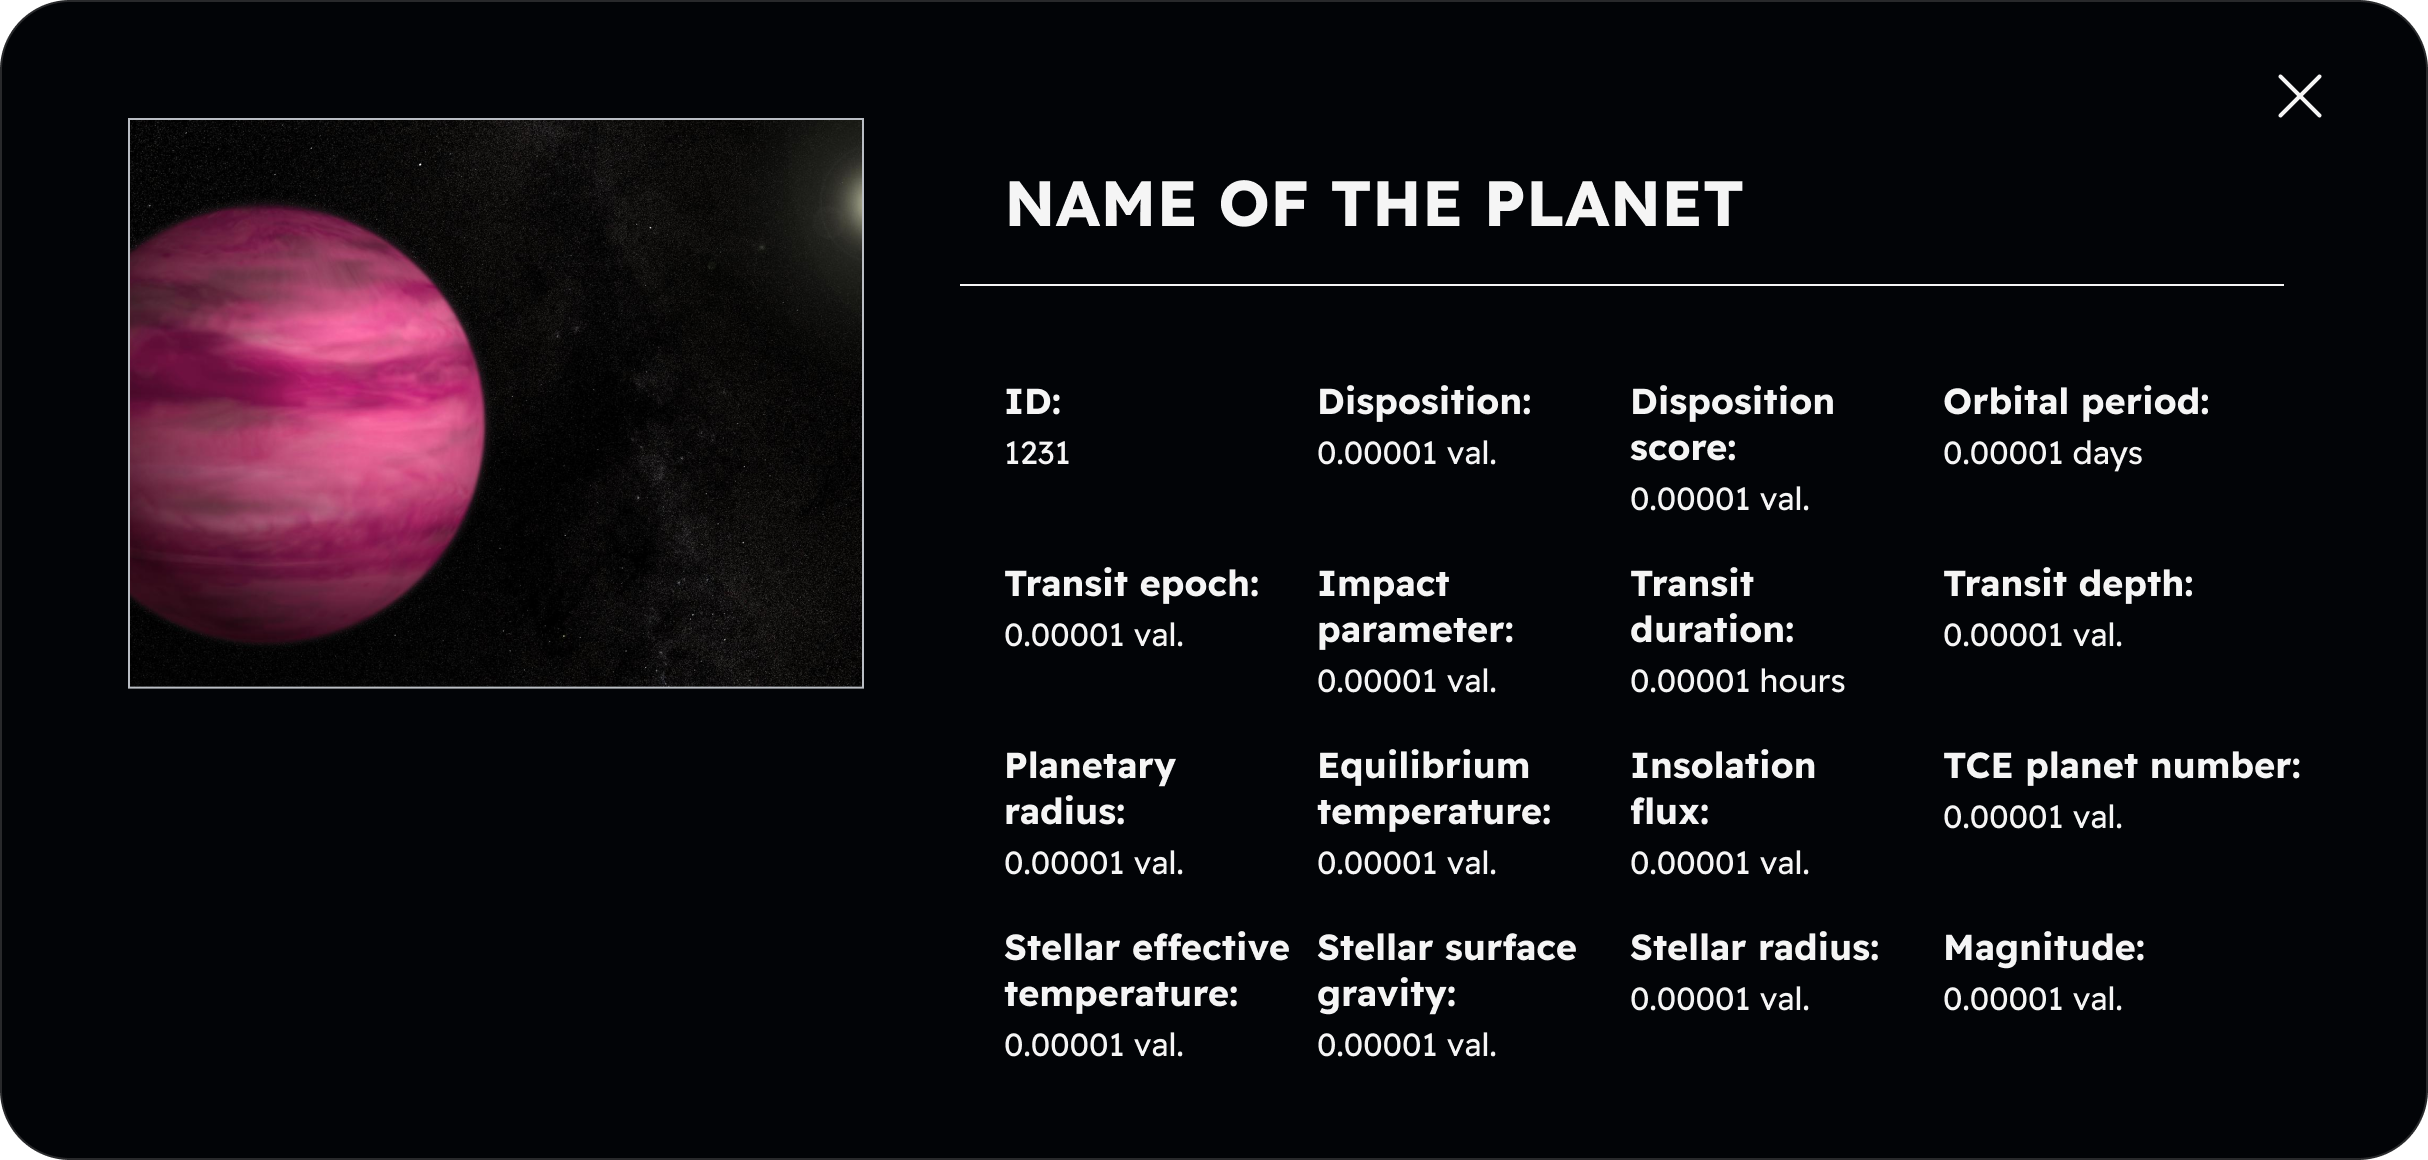 NAME OF THE PLANET
ID:
1231
Disposition:
0.00001 val.
Disposition
score:
0.00001 val.
Orbital period:
0.00001 days
Transit epoch:
0.00001 val.
Impact
parameter:
0.00001 val.
Transit
duration:
0.00001 hours
Transit depth:
0.00001 val.
Planetary
radius:
0.00001 val.
Equilibrium
temperature:
0.00001 val.
Insolation
flux:
0.00001 val.
TCE planet number:
0.00001 val.
Stellar effective
temperature:
0.00001 val.
Stellar surface
gravity:
0.00001 val.
Stellar radius:
0.00001 val.
Magnitude:
0.00001 val.